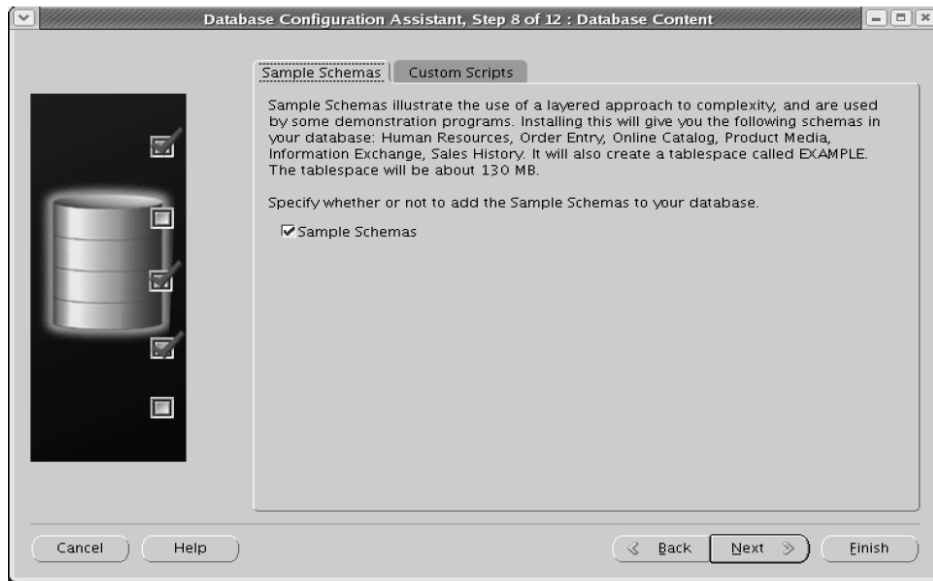 Database Configuration Assistant, Step 8 of 12 : Database Content
Sample Schemas
Custom Scripts
Sample Schemas illustrate the use of a layered approach to complexity, and are used
by some demonstration programs. Installing this will give you the following schemas in
your database: Human Resources, Order Entry, Online Catalog, Product Media,
Information Exchange, Sales History. It will also create a tablespace called EXAMPLE.
The tablespace will be about 130 MB.
Specify whether or not to add the Sample Schemas to your database.
Sample Schemas
Cancel
Help
Back
Next
Finish